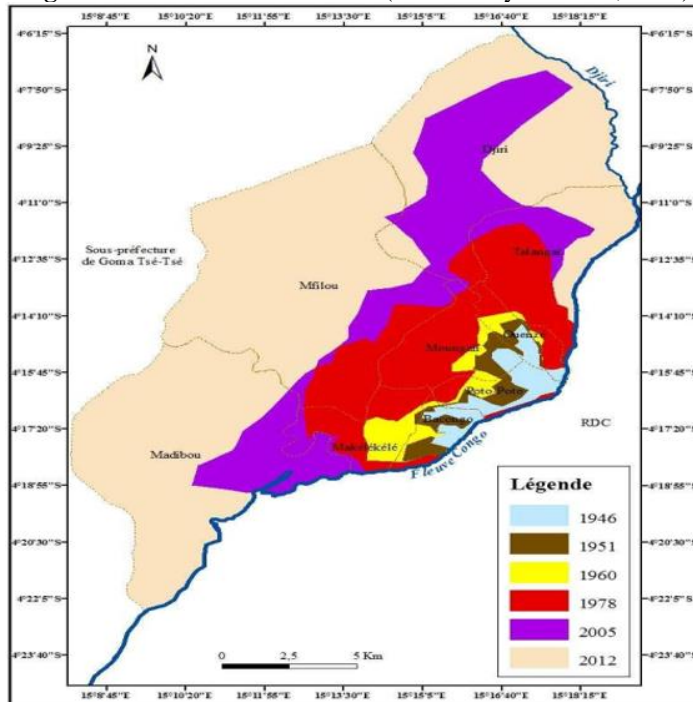 15°8'45"E 15°10'20"E 15°11'55"E 15°13'30"E 15°15'5"E 15°16'40"E 15°18'15"E
4°6'15"S 4°6'15"S
N
Djiri
4°7'50"S 4°7'50"S
4°9'25"S 4°9'25"S
Djiri
4°11'0"S 4°11'0"S
Sous-préfecture
de Goma Tsé-Tsé
4°12'35"S 4°12'35"S
Talangaï
Mfilou
4°14'10"S 4°14'10"S
Ouenzé
Moungali
4°15'45"S 4°15'45"S
Poto Poto
Bacongo
RDC
4°17'20"S 4°17'20"S
Makélékélé
Madibou
Fleuve Congo
4°18'55"S 4°18'55"S
Légende
1946
4°20'30"S 4°20'30"S
1951
1960
4°22'5"S 4°22'5"S
1978
2005
4°23'40"S 4°23'40"S
2012
0 2,5 5 Km
15°8'45"E 15°10'20"E 15°11'55"E 15°13'30"E 15°15'5"E 15°16'40"E 15°18'15"E